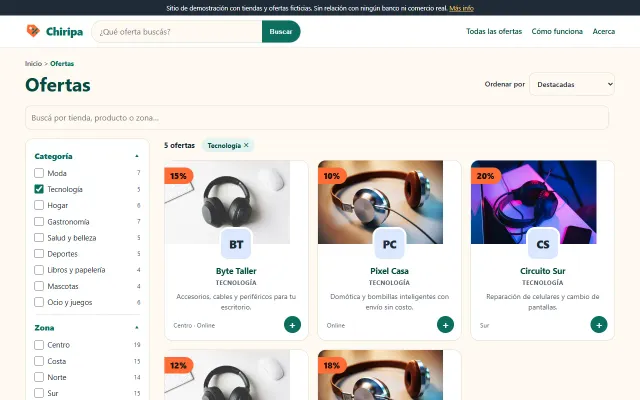 Sitio de demostración con tiendas y ofertas ficticias. Sin relación con ningún banco ni comercio real. Más info
Chiripa
¿Qué oferta buscás?
Buscar
Todas las ofertas
Cómo funciona
Acerca
Inicio > Ofertas
Ofertas
Ordenar por
Destacadas
Buscá por tienda, producto o zona...
Categoría
Moda 7
Tecnología 5
Hogar 6
Gastronomía 7
Salud y belleza 5
Deportes 5
Libros y papelería 4
Mascotas 4
Ocio y juegos 6
Zona
Centro 19
Costa 15
Norte 14
Sur 15
5 ofertas
Tecnología ✕
15%
BT
Byte Taller
TECNOLOGÍA
Accesorios, cables y periféricos para tu
escritorio.
Centro · Online
+
10%
PC
Pixel Casa
TECNOLOGÍA
Domótica y bombillas inteligentes con
envío sin costo.
Online
+
20%
CS
Circuito Sur
TECNOLOGÍA
Reparación de celulares y cambio de
pantallas.
Sur
+
12%
18%